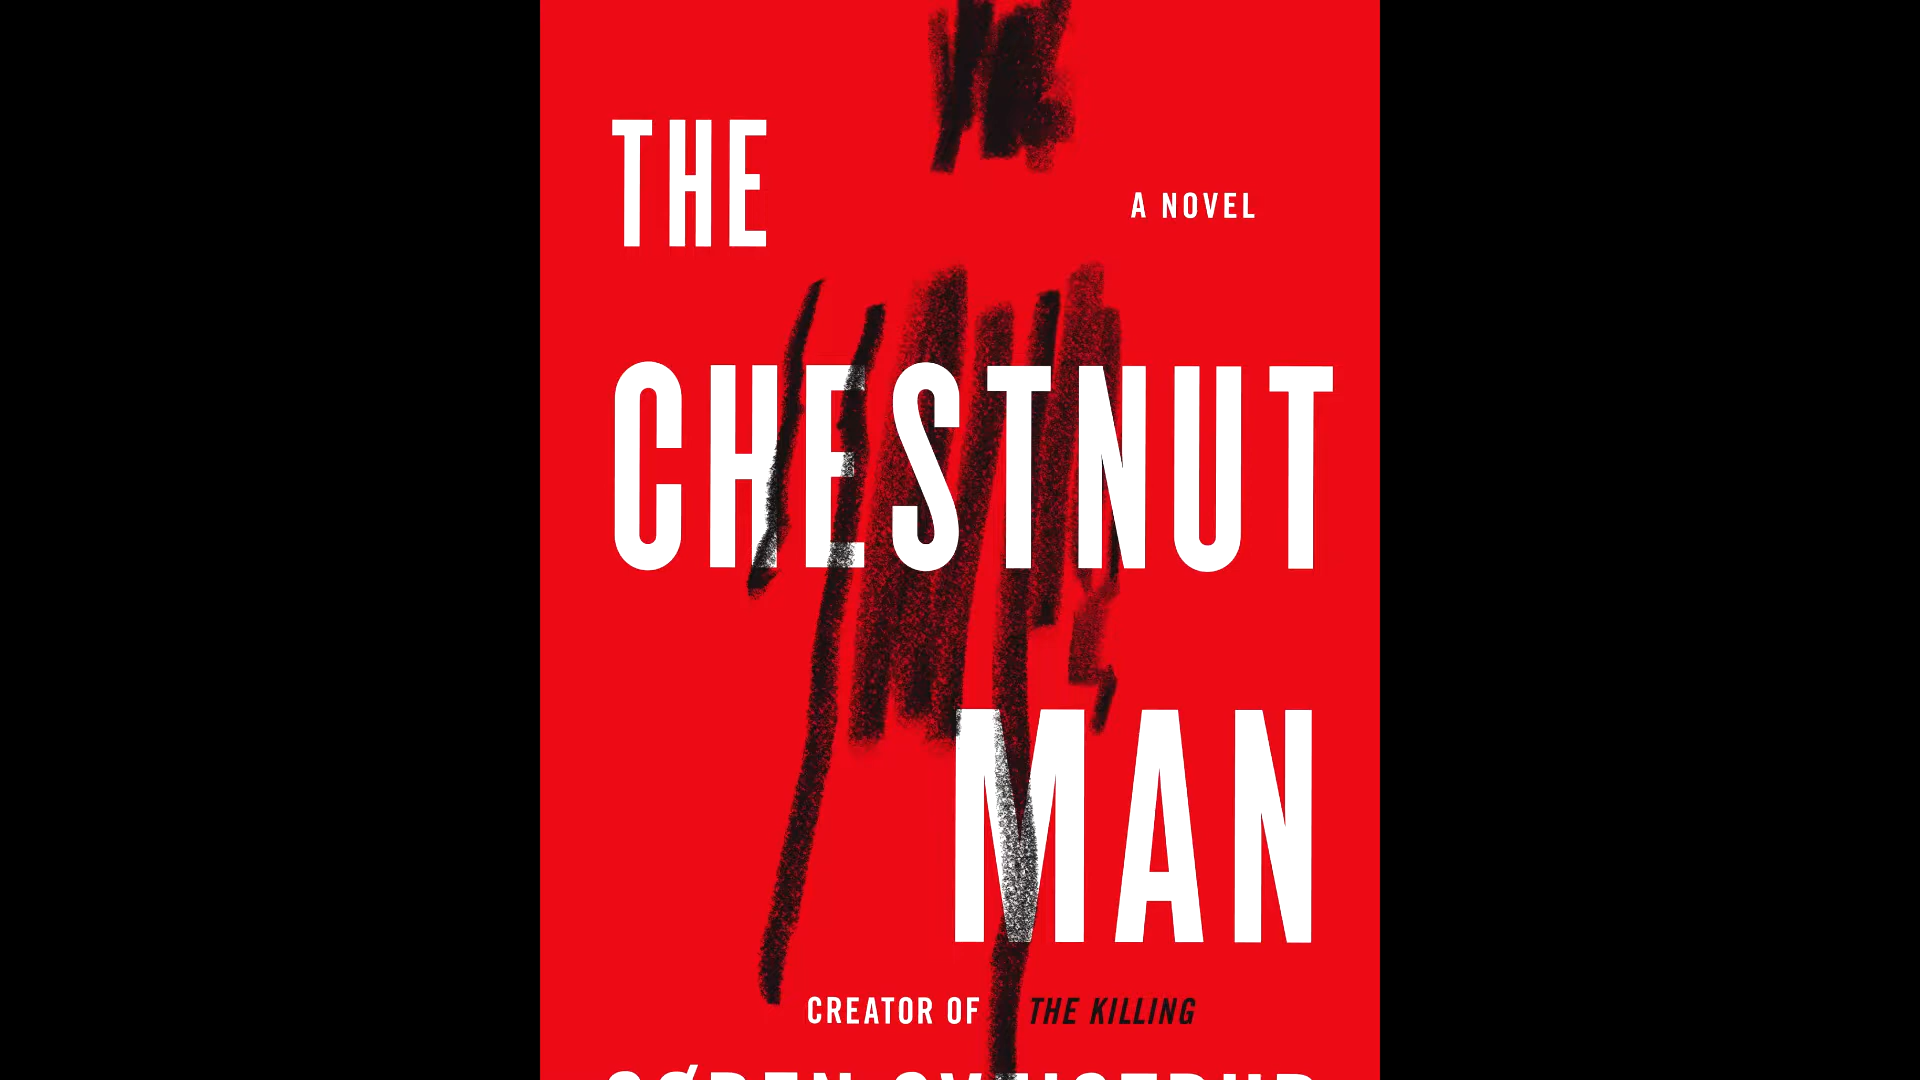 THE
A NOVEL
CHESTNUT
MAN
CREATOR OF THE KILLING